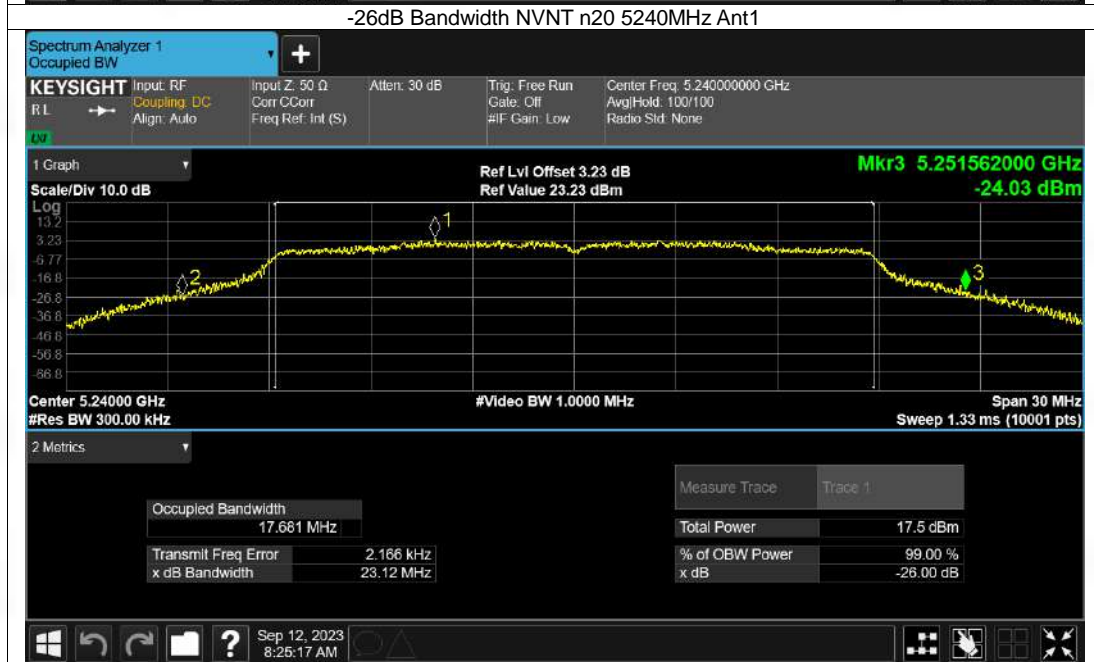 -26dB Bandwidth NVNT n20 5240MHz Ant1
Spectrum Analyzer 1
Occupied BW
+
KEYSIGHT Input: RF Input Z: 50 Ω Atten: 30 dB Trig: Free Run Center Freq: 5.240000000 GHz
RL Coupling: DC Corr CCorr Gate: Off Avg|Hold: 100/100
Align: Auto Freq Ref: Int (S) #IF Gain: Low Radio Std: None
LXI
1 Graph Ref Lvl Offset 3.23 dB Mkr3 5.251562000 GHz
Scale/Div 10.0 dB Ref Value 23.23 dBm -24.03 dBm
Log
13.2
3.23
-6.77
-16.8
-26.8
-36.8
-46.8
-56.8
-66.8
1
2
3
Center 5.24000 GHz #Video BW 1.0000 MHz Span 30 MHz
#Res BW 300.00 kHz Sweep 1.33 ms (10001 pts)
2 Metrics
Measure Trace Trace 1
Occupied Bandwidth
17.681 MHz Total Power 17.5 dBm
Transmit Freq Error 2.166 kHz % of OBW Power 99.00 %
x dB Bandwidth 23.12 MHz x dB -26.00 dB
? Sep 12, 2023
8:25:17 AM